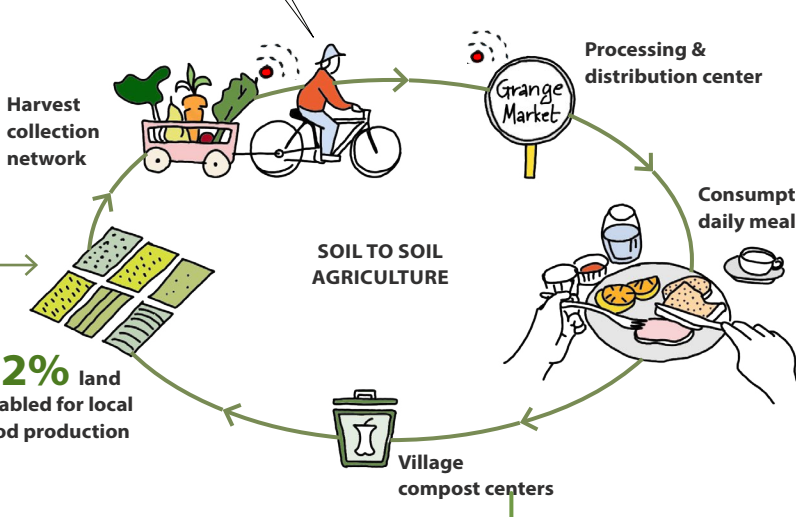 Processing &
distribution center
Grange
Market
Harvest
collection
network
Consumpt
daily meal
SOIL TO SOIL
AGRICULTURE
2% land
abled for local
od production
Village
compost centers